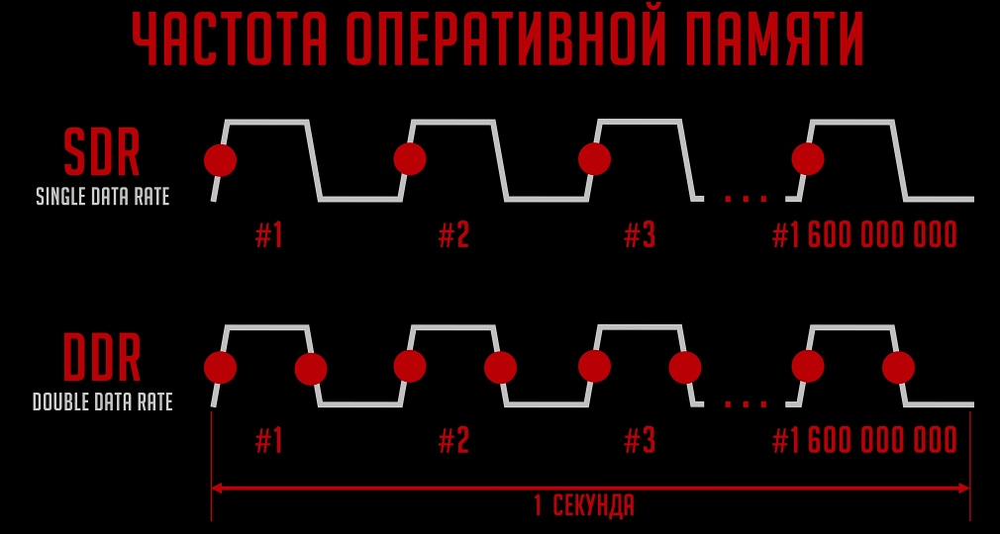 ЧАСТОТА ОПЕРАТИВНОЙ ПАМЯТИ
SDR
SINGLE DATA RATE
#1 #2 #3 ... #1 600 000 000
DDR
DOUBLE DATA RATE
#1 #2 #3 ... #1 600 000 000
1 СЕКУНДА